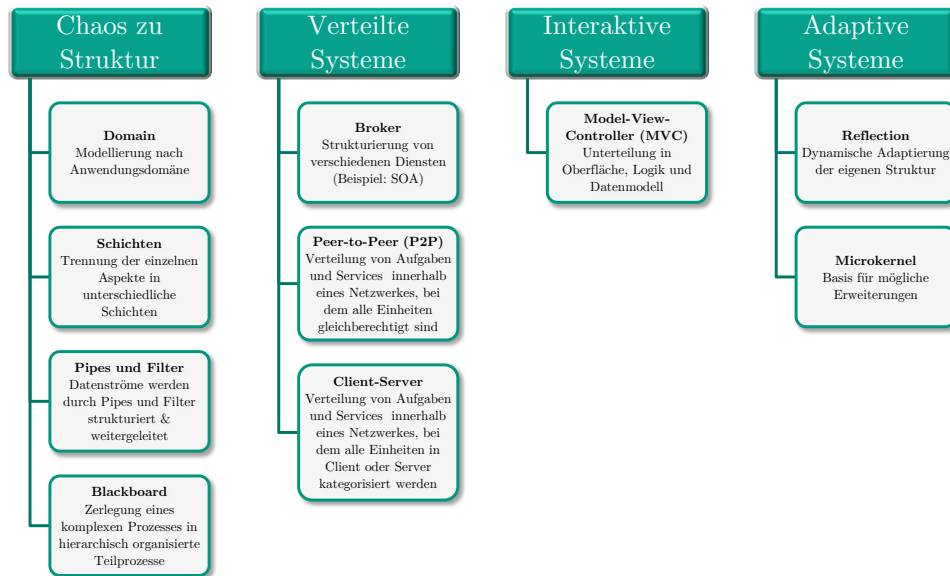 Chaos zu
Struktur
Domain
Modellierung nach
Anwendungsdomäne
Schichten
Trennung der einzelnen
Aspekte in
unterschiedliche
Schichten
Pipes und Filter
Datenströme werden
durch Pipes und Filter
strukturiert &
weitergeleitet
Blackboard
Zerlegung eines
komplexen Prozesses in
hierarchisch organisierte
Teilprozesse
Verteilte
Systeme
Broker
Strukturierung von
verschiedenen Diensten
(Beispiel: SOA)
Peer-to-Peer (P2P)
Verteilung von Aufgaben
und Services innerhalb
eines Netzwerkes, bei
dem alle Einheiten
gleichberechtigt sind
Client-Server
Verteilung von Aufgaben
und Services innerhalb
eines Netzwerkes, bei
dem alle Einheiten in
Client oder Server
kategorisiert werden
Interaktive
Systeme
Model-View-
Controller (MVC)
Unterteilung in
Oberfläche, Logik und
Datenmodell
Adaptive
Systeme
Reflection
Dynamische Adaptierung
der eigenen Struktur
Microkernel
Basis für mögliche
Erweiterungen